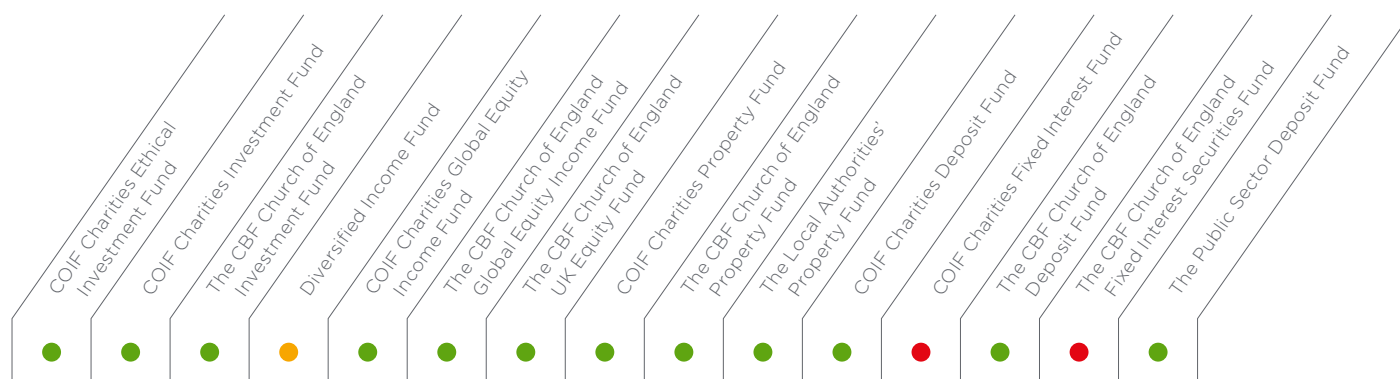 COIF Charities Ethical
Investment Fund
COIF Charities Investment Fund
The CBF Church of England
Investment Fund
Diversified Income Fund
COIF Charities Global Equity
Income Fund
The CBF Church of England
Global Equity Income Fund
The CBF Church of England
UK Equity Fund
COIF Charities Property Fund
The CBF Church of England
Property Fund
The Local Authorities’
Property Fund
COIF Charities Deposit Fund
COIF Charities Fixed Interest Fund
The CBF Church of England
Deposit Fund
The CBF Church of England
Fixed Interest Securities Fund
The Public Sector Deposit Fund